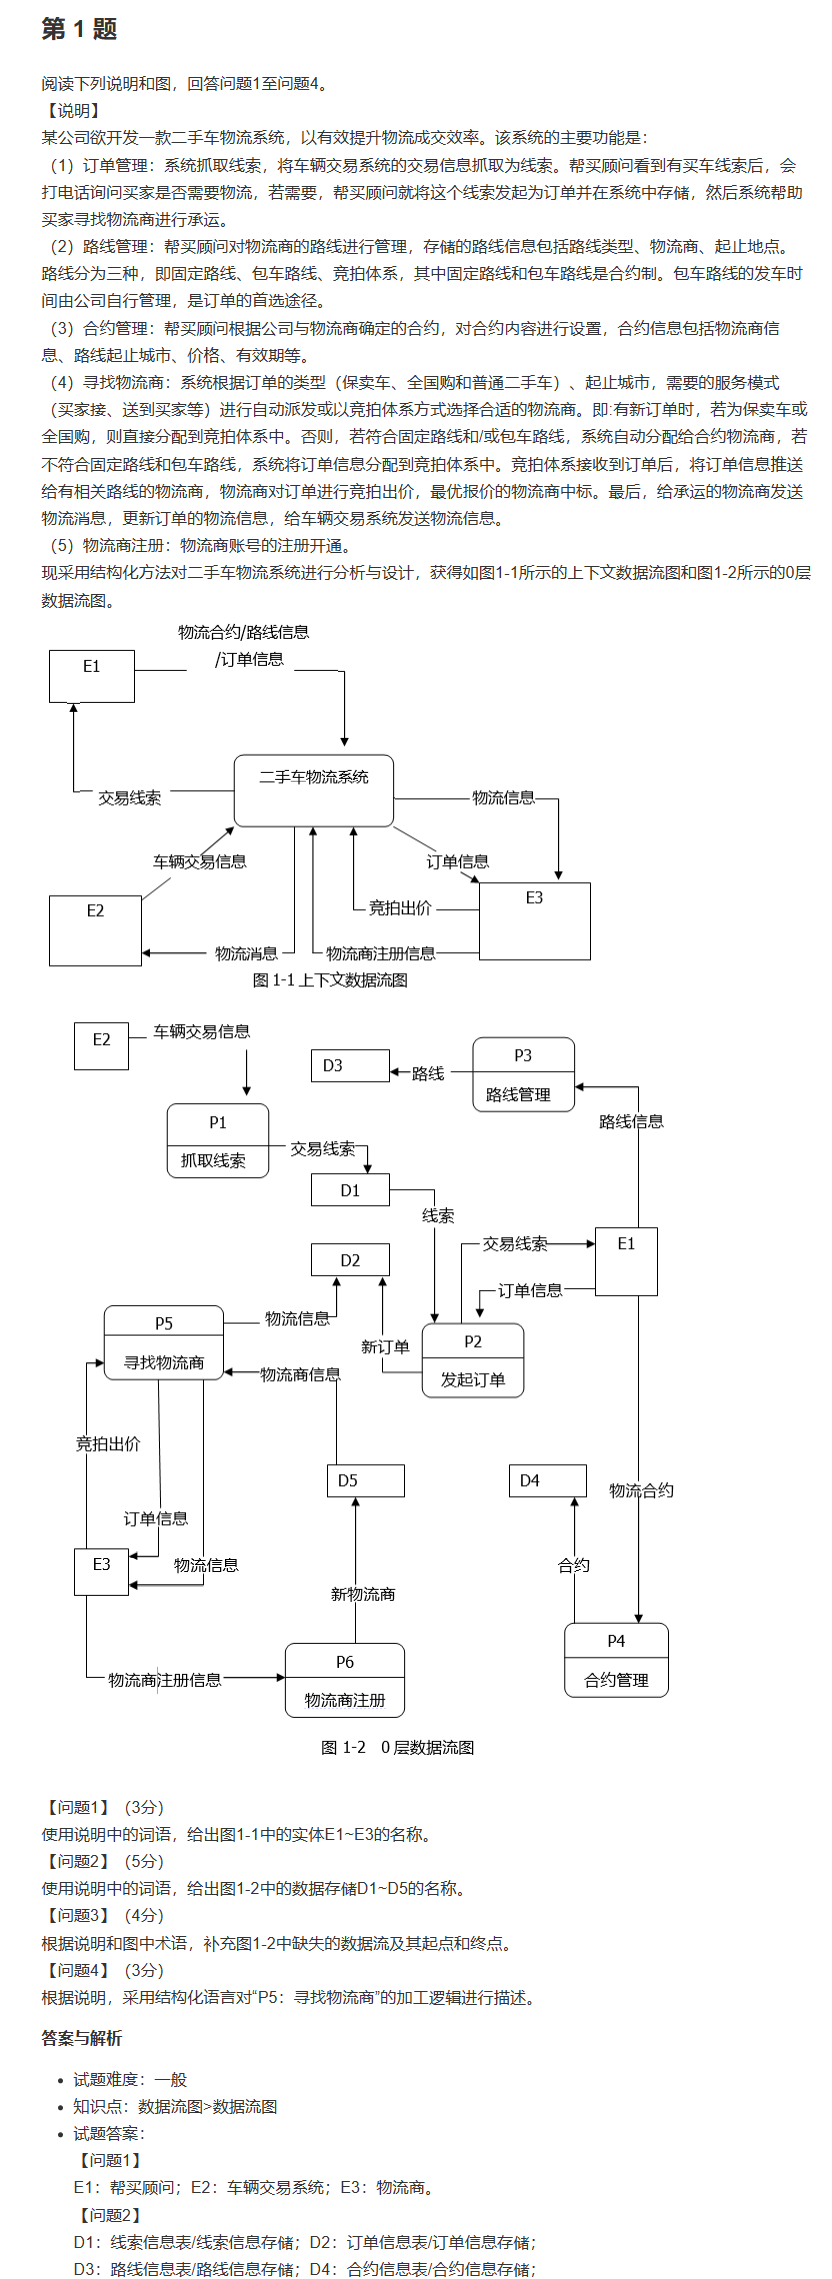 第 1 题
阅读下列说明和图，回答问题1至问题4。
【说明】
某公司欲开发一款二手车物流系统，以有效提升物流成交效率。该系统的主要功能是：
（1）订单管理：系统抓取线索，将车辆交易系统的交易信息抓取为线索。帮买顾问看到有买车线索后，会
打电话询问买家是否需要物流，若需要，帮买顾问就将这个线索发起为订单并在系统中存储，然后系统帮助
买家寻找物流商进行承运。
（2）路线管理：帮买顾问对物流商的路线进行管理，存储的路线信息包括路线类型、物流商、起止地点。
路线分为三种，即固定路线、包车路线、竞拍体系，其中固定路线和包车路线是合约制。包车路线的发车时
间由公司自行管理，是订单的首选途径。
（3）合约管理：帮买顾问根据公司与物流商确定的合约，对合约内容进行设置，合约信息包括物流商信
息、路线起止城市、价格、有效期等。
（4）寻找物流商：系统根据订单的类型（保卖车、全国购和普通二手车）、起止城市，需要的服务模式
（买家接、送到买家等）进行自动派发或以竞拍体系方式选择合适的物流商。即:有新订单时，若为保卖车或
全国购，则直接分配到竞拍体系中。否则，若符合固定路线和/或包车路线，系统自动分配给合约物流商，若
不符合固定路线和包车路线，系统将订单信息分配到竞拍体系中。竞拍体系接收到订单后，将订单信息推送
给有相关路线的物流商，物流商对订单进行竞拍出价，最优报价的物流商中标。最后，给承运的物流商发送
物流消息，更新订单的物流信息，给车辆交易系统发送物流信息。
（5）物流商注册：物流商账号的注册开通。
现采用结构化方法对二手车物流系统进行分析与设计，获得如图1-1所示的上下文数据流图和图1-2所示的0层
数据流图。
物流合约/路线信息
/订单信息
E1
二手车物流系统
交易线索
物流信息
车辆交易信息
订单信息
E2
竞拍出价
E3
物流消息
物流商注册信息
图 1-1 上下文数据流图
E2
车辆交易信息
D3
路线
P3
路线管理
P1
抓取线索
路线信息
交易线索
D1
线索
D2
交易线索
E1
订单信息
P5
寻找物流商
物流信息
新订单
P2
发起订单
物流商信息
竞拍出价
D5
D4
物流合约
订单信息
E3
物流信息
合约
新物流商
P4
合约管理
P6
物流商注册
物流商注册信息
图 1-2 0 层数据流图
【问题1】（3分）
使用说明中的词语，给出图1-1中的实体E1~E3的名称。
【问题2】（5分）
使用说明中的词语，给出图1-2中的数据存储D1~D5的名称。
【问题3】（4分）
根据说明和图中术语，补充图1-2中缺失的数据流及其起点和终点。
【问题4】（3分）
根据说明，采用结构化语言对“P5：寻找物流商”的加工逻辑进行描述。
答案与解析
• 试题难度：一般
• 知识点：数据流图>数据流图
• 试题答案：
【问题1】
E1：帮买顾问；E2：车辆交易系统；E3：物流商。
【问题2】
D1：线索信息表/线索信息存储；D2：订单信息表/订单信息存储；
D3：路线信息表/路线信息存储；D4：合约信息表/合约信息存储；